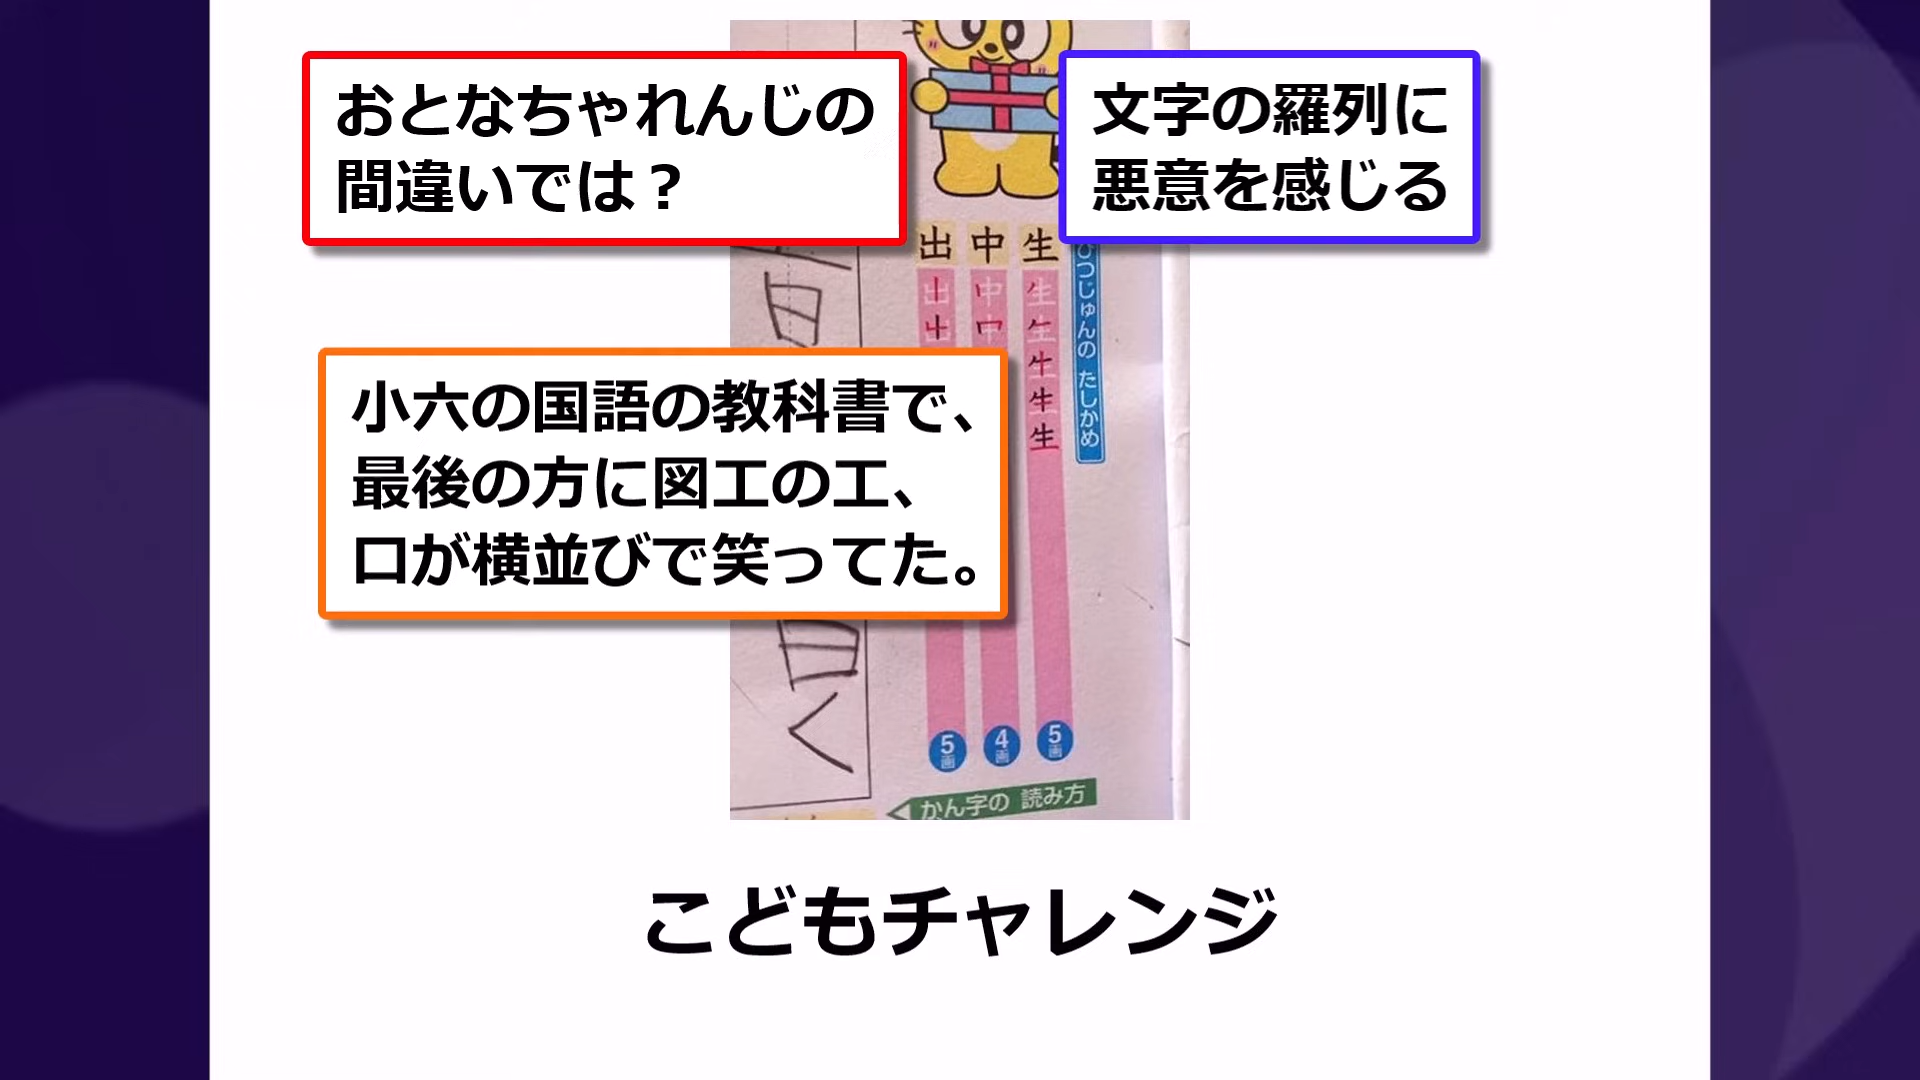 おとなちゃれんじの
間違いでは？
文字の羅列に
悪意を感じる
小六の国語の教科書で、
最後の方に図工の工、
口が横並びで笑ってた。
ひつじゅんの たしかめ
生
生
中
出
5画
4画
5画
かん字の 読み方
こどもチャレンジ